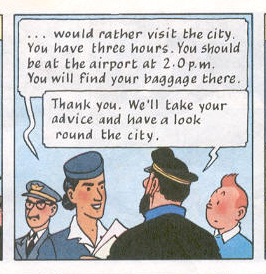 ... would rather visit the city.
You have three hours. You should
be at the airport at 2.0 p.m.
You will find your baggage there.
Thank you. We'll take your
advice and have a look
round the city.